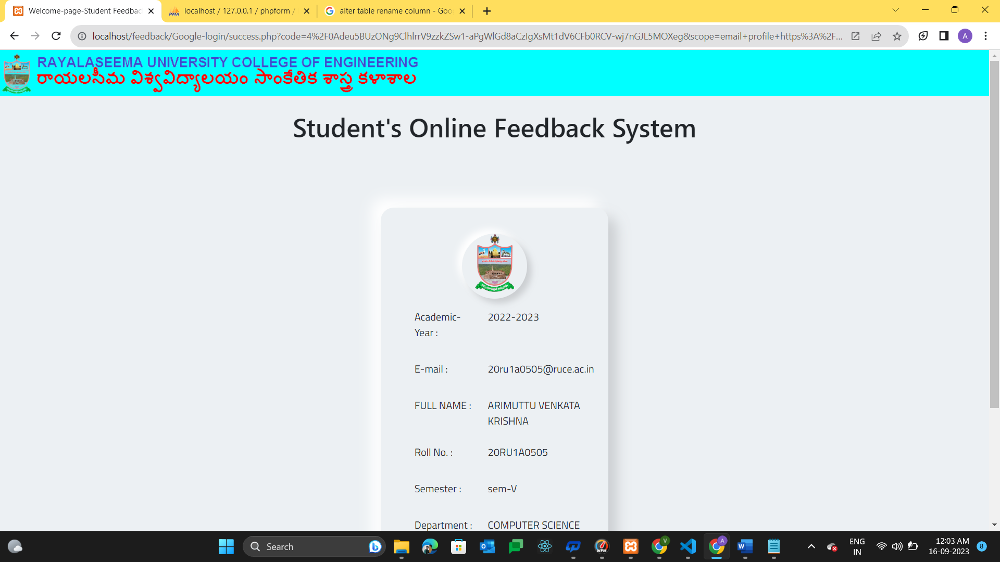 Welcome-page-Student Feedbac
localhost / 127.0.0.1 / phpform /
alter table rename column - Goo
localhost/feedback/Google-login/success.php?code=4%2F0Adeu5BUzONg9ClhlrrV9zzkZSw1-aPgWlGd8aCzIgXsMt1dV6CFb0RCV-wj7nGJL5MOXeg&scope=email+profile+https%3A%2F...
A
RAYALASEEMA UNIVERSITY COLLEGE OF ENGINEERING
రాయలసీమ విశ్వవిద్యాలయం సాంకేతిక శాస్త్ర కళాశాల
Student's Online Feedback System
Academic-
Year :
2022-2023
E-mail :
20ru1a0505@ruce.ac.in
FULL NAME :
ARIMUTTU VENKATA
KRISHNA
Roll No. :
20RU1A0505
Semester :
sem-V
Department :
COMPUTER SCIENCE
Search
WPM
V
A
ENG
IN
12:03 AM
16-09-2023
8